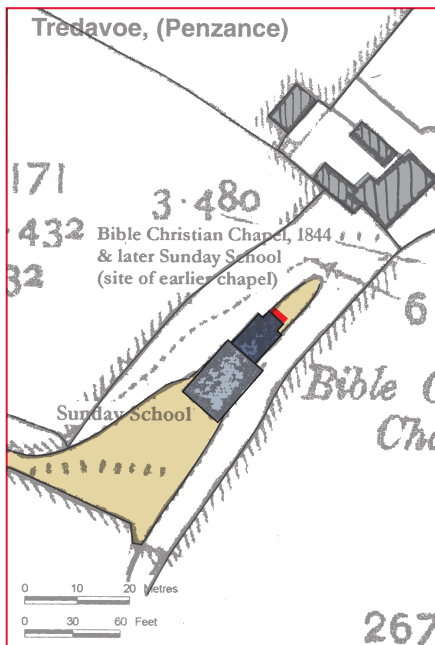 Tredavoe, (Penzance)
171
3·480
·432
32
Bible Christian Chapel, 1844
& later Sunday School
(site of earlier chapel)
6
Bible C
Cha
Sunday School
0 10 20 Metres
0 30 60 Feet
267